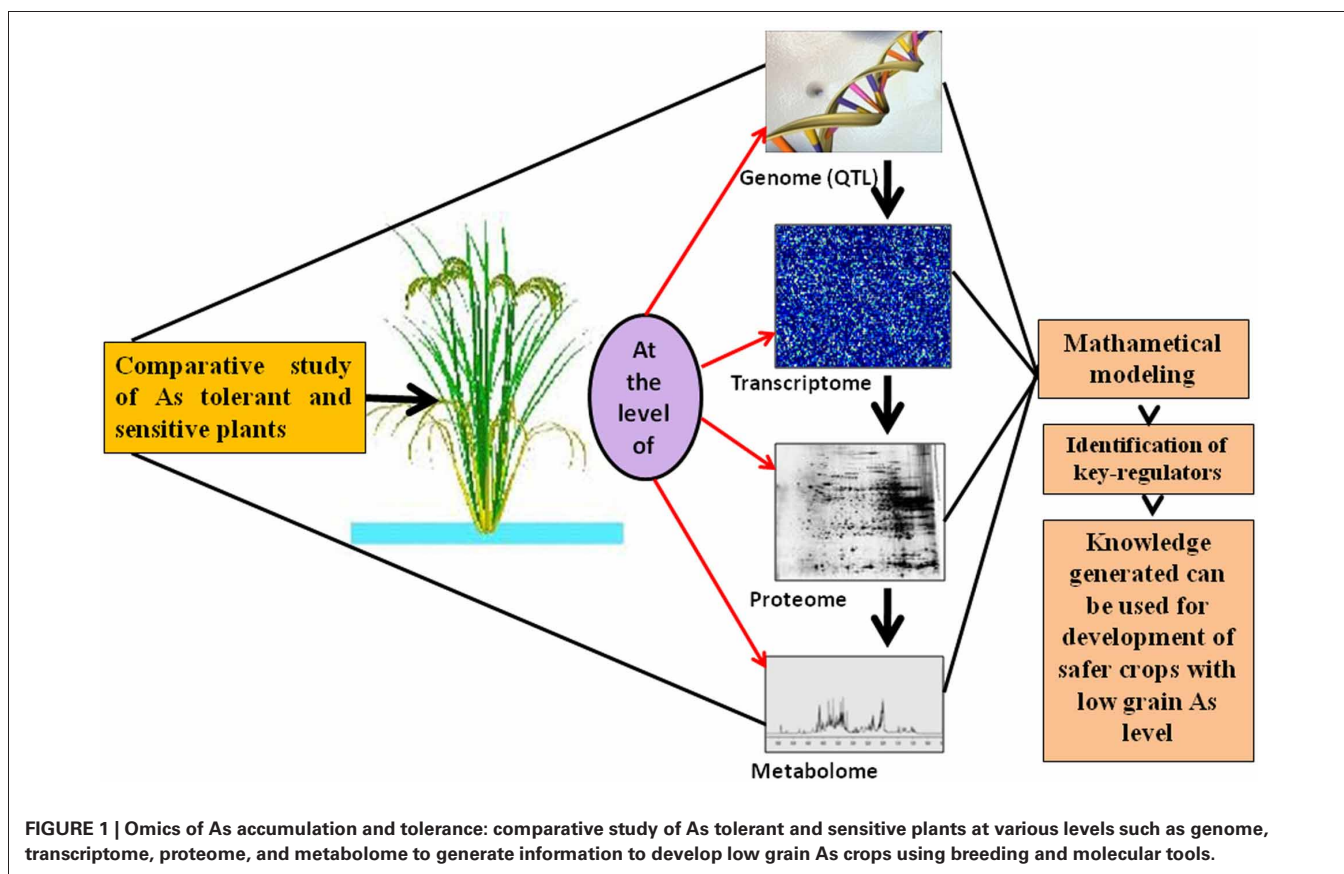 Comparative study
of As tolerant and
sensitive plants
At
the
level
of
Genome (QTL)
Transcriptome
Proteome
Metabolome
Mathametical
modeling
Identification of
key-regulators
Knowledge
generated can
be used for
development of
safer crops with
low grain As
level
FIGURE 1 | Omics of As accumulation and tolerance: comparative study of As tolerant and sensitive plants at various levels such as genome,
transcriptome, proteome, and metabolome to generate information to develop low grain As crops using breeding and molecular tools.